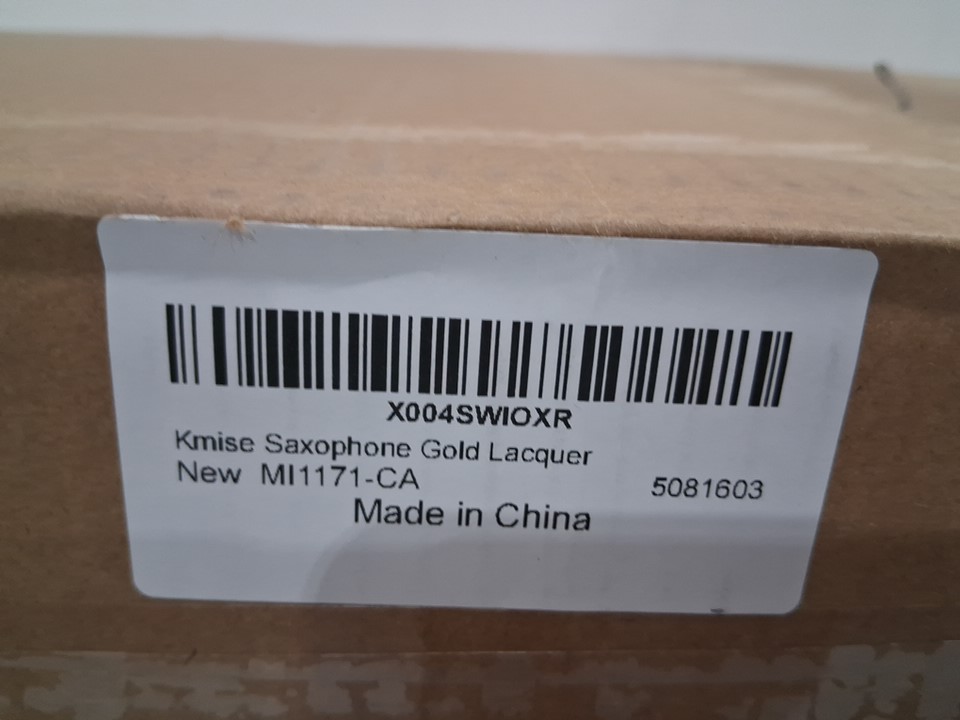 X004SWIOXR
Kmise Saxophone Gold Lacquer
New MI1171-CA 5081603
Made in China